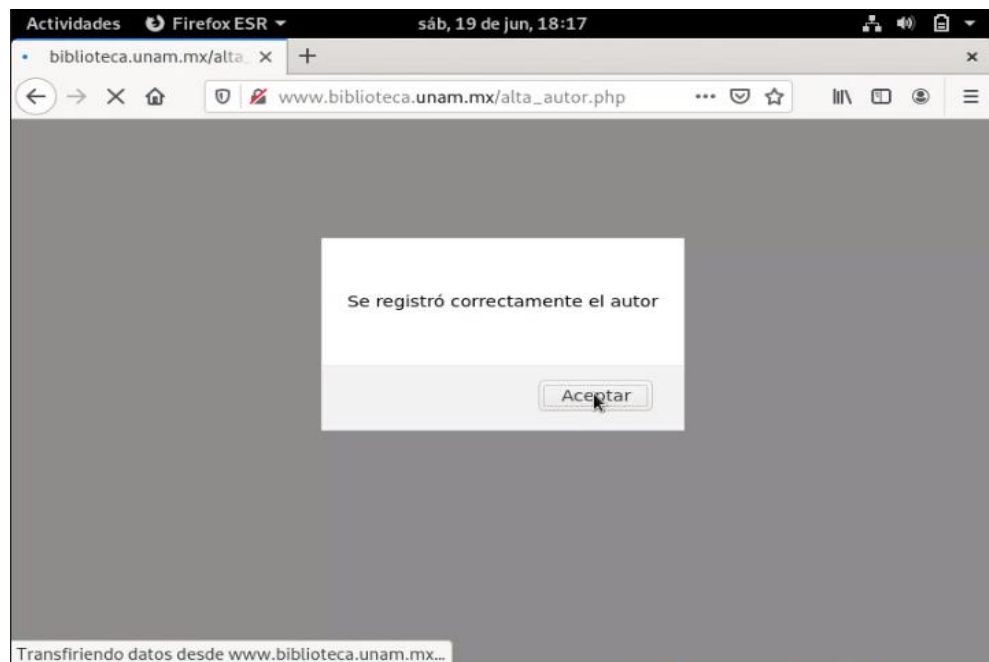 Actividades Firefox ESR sáb, 19 de jun, 18:17
biblioteca.unam.mx/alta_
www.biblioteca.unam.mx/alta_autor.php
Se registró correctamente el autor
Aceptar
Transfiriendo datos desde www.biblioteca.unam.mx...